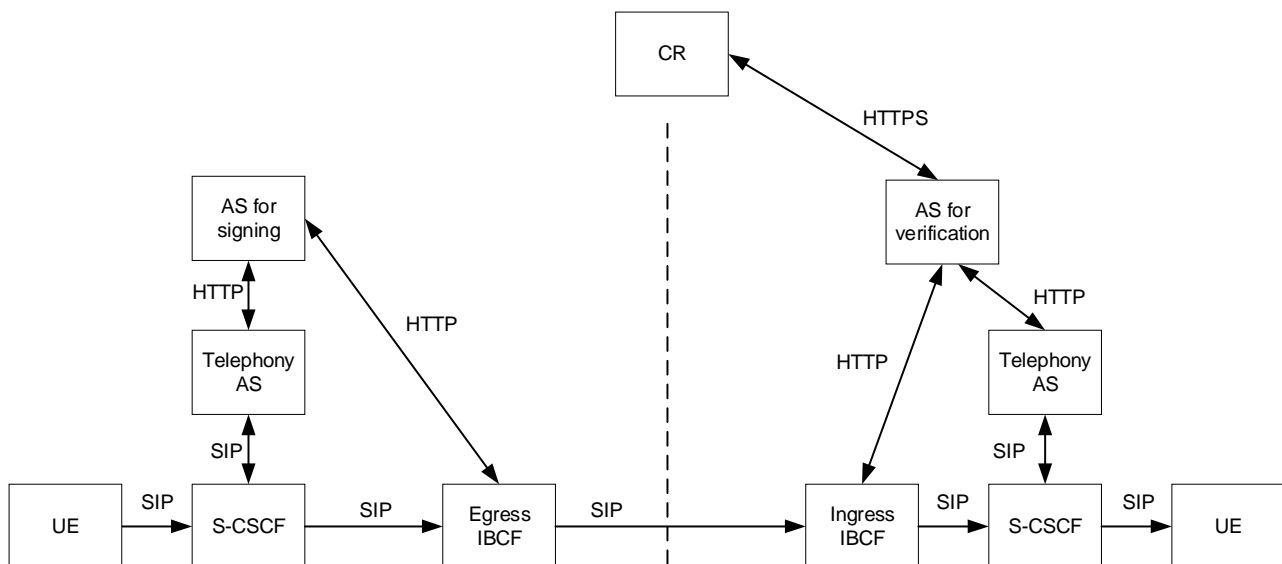 CR
HTTPS
AS for
signing
AS for
verification
HTTP
HTTP
HTTP
HTTP
Telephony
AS
Telephony
AS
SIP
SIP
UE
SIP
S-CSCF
SIP
Egress
IBCF
SIP
Ingress
IBCF
SIP
S-CSCF
SIP
UE